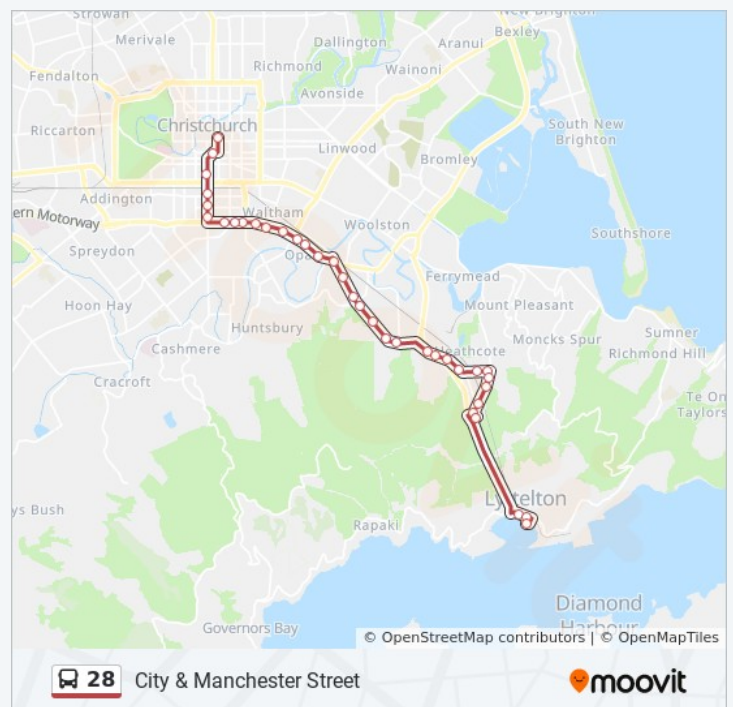 Strowan
New Brighton
Merivale
Dallington
Aranui
Bexley
Fendalton
Richmond
Wainoni
Avonside
Christchurch
Riccarton
South New
Brighton
Linwood
Bromley
Addington
ern Motorway
Waltham
Woolston
Spreydon
Southshore
Opa
Ferrymead
Hoon Hay
Mount Pleasant
Huntsbury
Sumner
Cashmere
Heathcote
Moncks Spur
Richmond Hill
Cracroft
Te On
Taylors
ys Bush
Lyttelton
Rapaki
Diamond
Harbour
Governors Bay
© OpenStreetMap contributors | © OpenMapTiles
28 City & Manchester Street
moovit